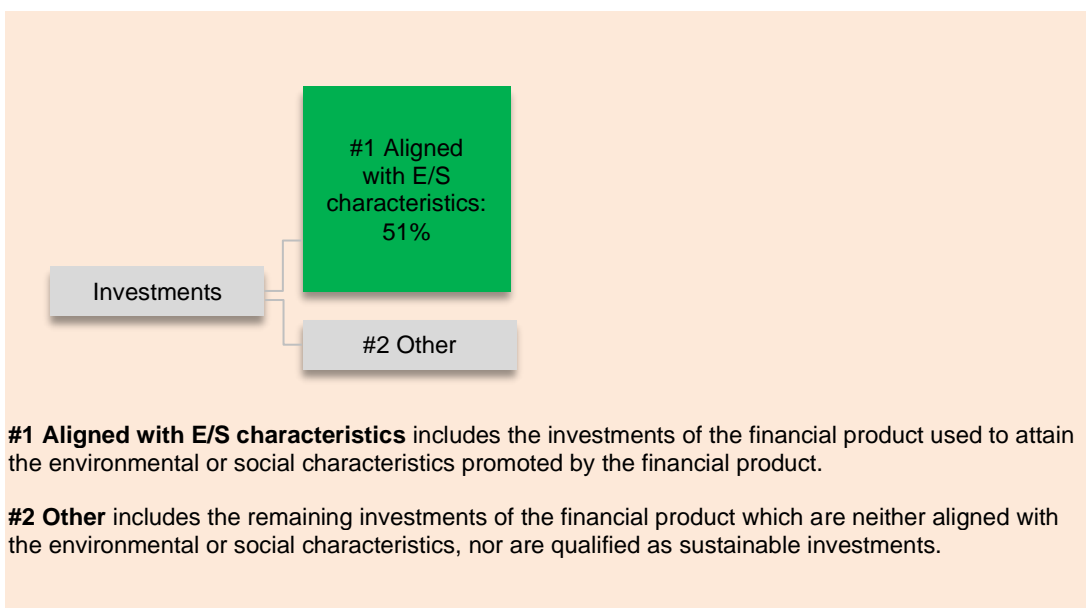 #1 Aligned
with E/S
characteristics:
51%
Investments
#2 Other
#1 Aligned with E/S characteristics includes the investments of the financial product used to attain
the environmental or social characteristics promoted by the financial product.
#2 Other includes the remaining investments of the financial product which are neither aligned with
the environmental or social characteristics, nor are qualified as sustainable investments.